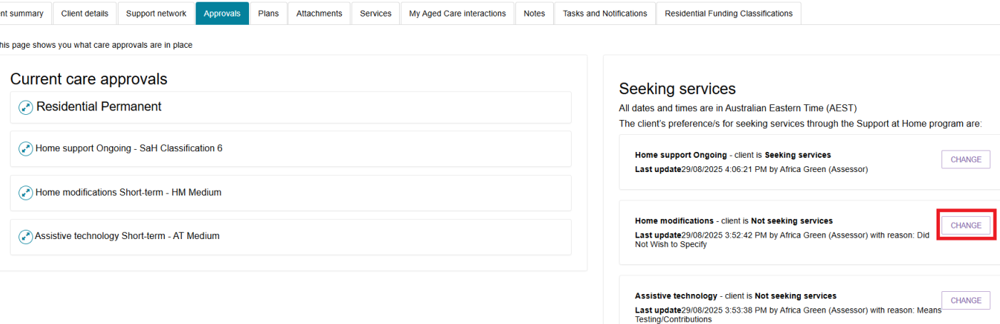 nt summary Client details Support network Approvals Plans Attachments Services My Aged Care interactions Notes Tasks and Notifications Residential Funding Classifications
his page shows you what care approvals are in place
Current care approvals
Residential Permanent
Home support Ongoing - SaH Classification 6
Home modifications Short-term - HM Medium
Assistive technology Short-term - AT Medium
Seeking services
All dates and times are in Australian Eastern Time (AEST)
The client's preference/s for seeking services through the Support at Home program are:
Home support Ongoing - client is Seeking services
CHANGE
Last update29/08/2025 4:06:21 PM by Africa Green (Assessor)
Home modifications - client is Not seeking services
CHANGE
Last update29/08/2025 3:52:42 PM by Africa Green (Assessor) with reason: Did
Not Wish to Specify
Assistive technology - client is Not seeking services
CHANGE
Last update29/08/2025 3:53:38 PM by Africa Green (Assessor) with reason: Means
Testing/Contributions